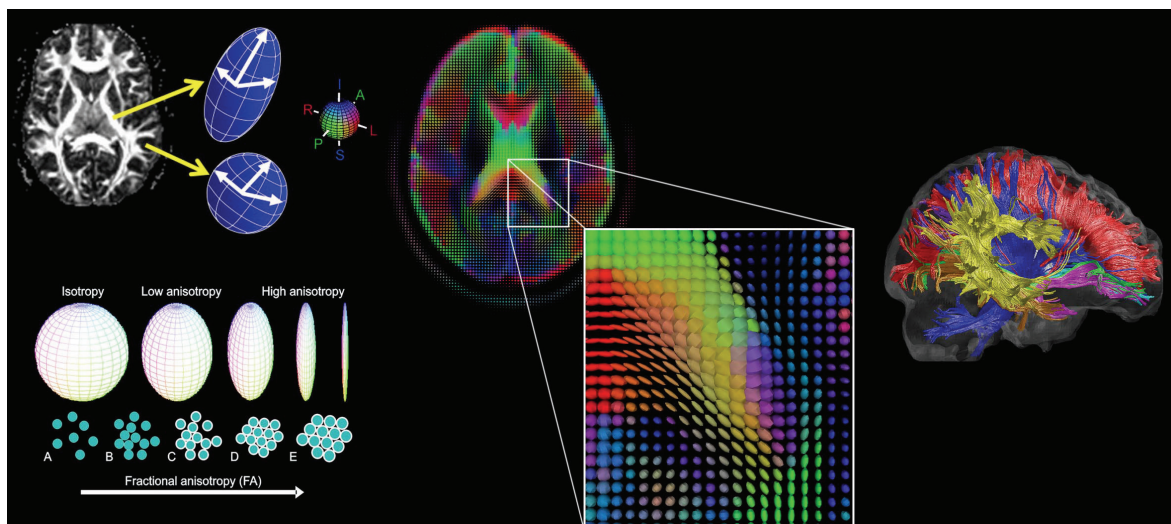 I
R
A
P
L
S
Isotropy
Low anisotropy
High anisotropy
A
B
C
D
E
Fractional anisotropy (FA)